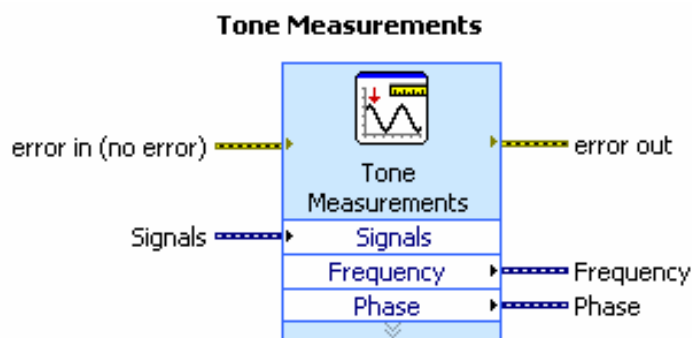 Tone Measurements
error in (no error)
error out
Tone
Measurements
Signals
Signals
Frequency
Frequency
Phase
Phase